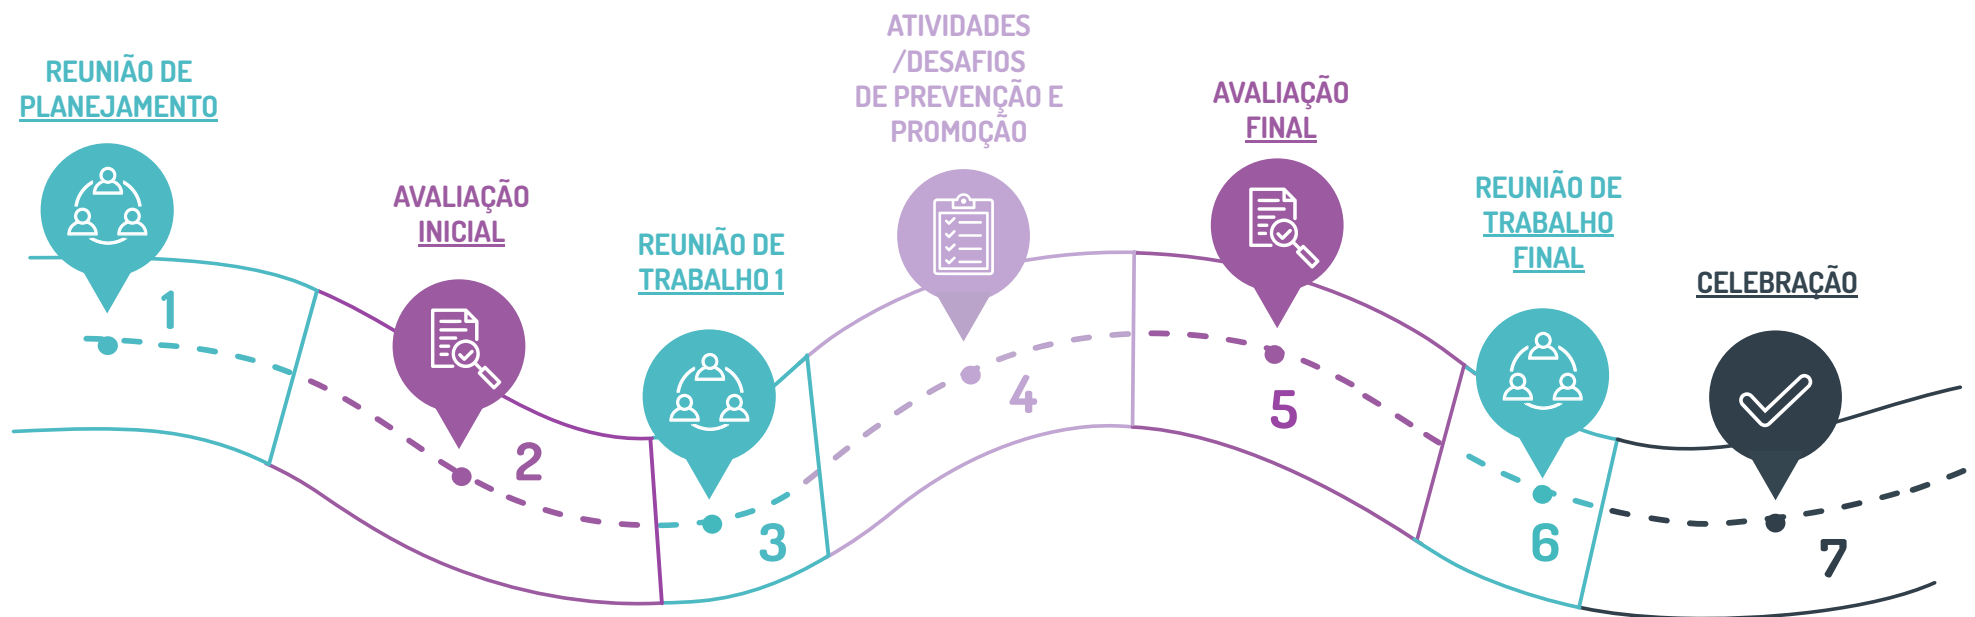 REUNIÃO DE
PLANEJAMENTO
1
AVALIAÇÃO
INICIAL
2
REUNIÃO DE
TRABALHO 1
3
ATIVIDADES
/DESAFIOS
DE PREVENÇÃO E
PROMOÇÃO
4
AVALIAÇÃO
FINAL
5
REUNIÃO DE
TRABALHO
FINAL
6
CELEBRAÇÃO
7